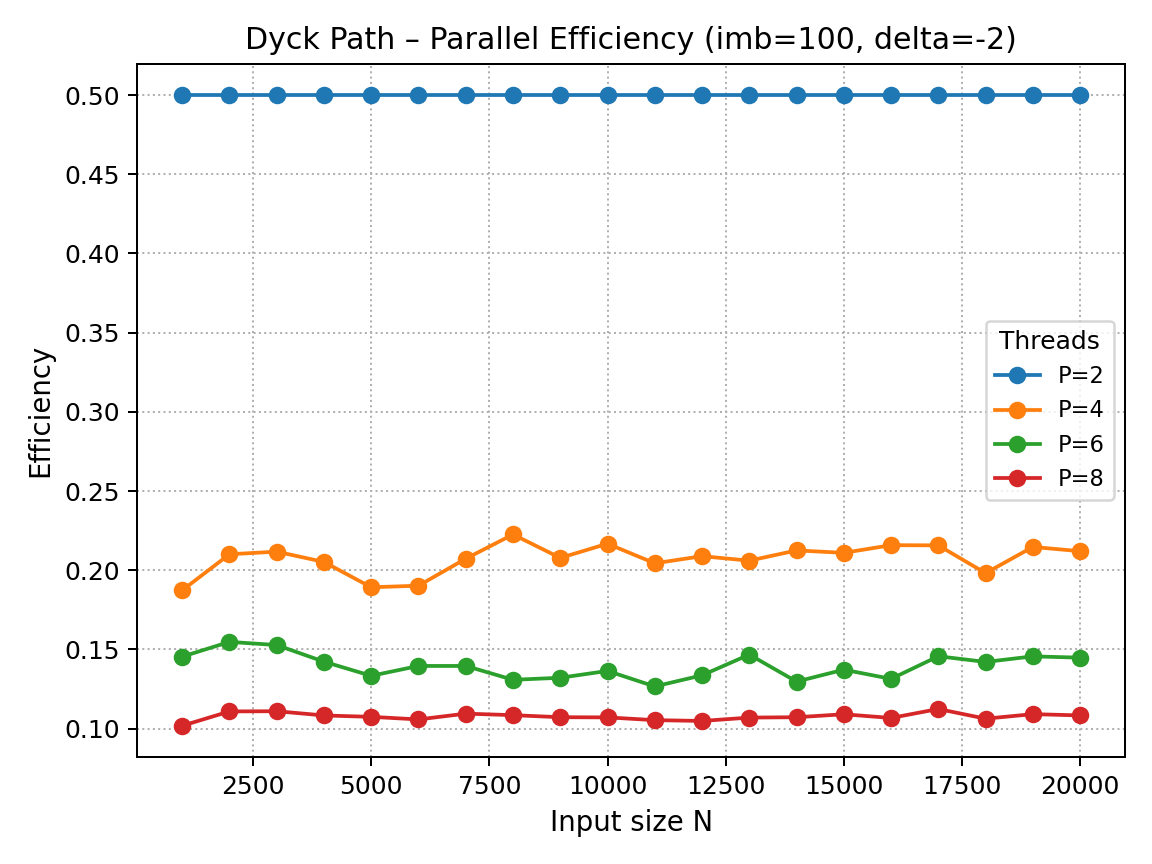 Dyck Path – Parallel Efficiency (imb=100, delta=-2)
0.50
0.45
0.40
0.35
0.30
0.25
0.20
0.15
0.10
Efficiency
Threads
P=2
P=4
P=6
P=8
2500 5000 7500 10000 12500 15000 17500 20000
Input size N